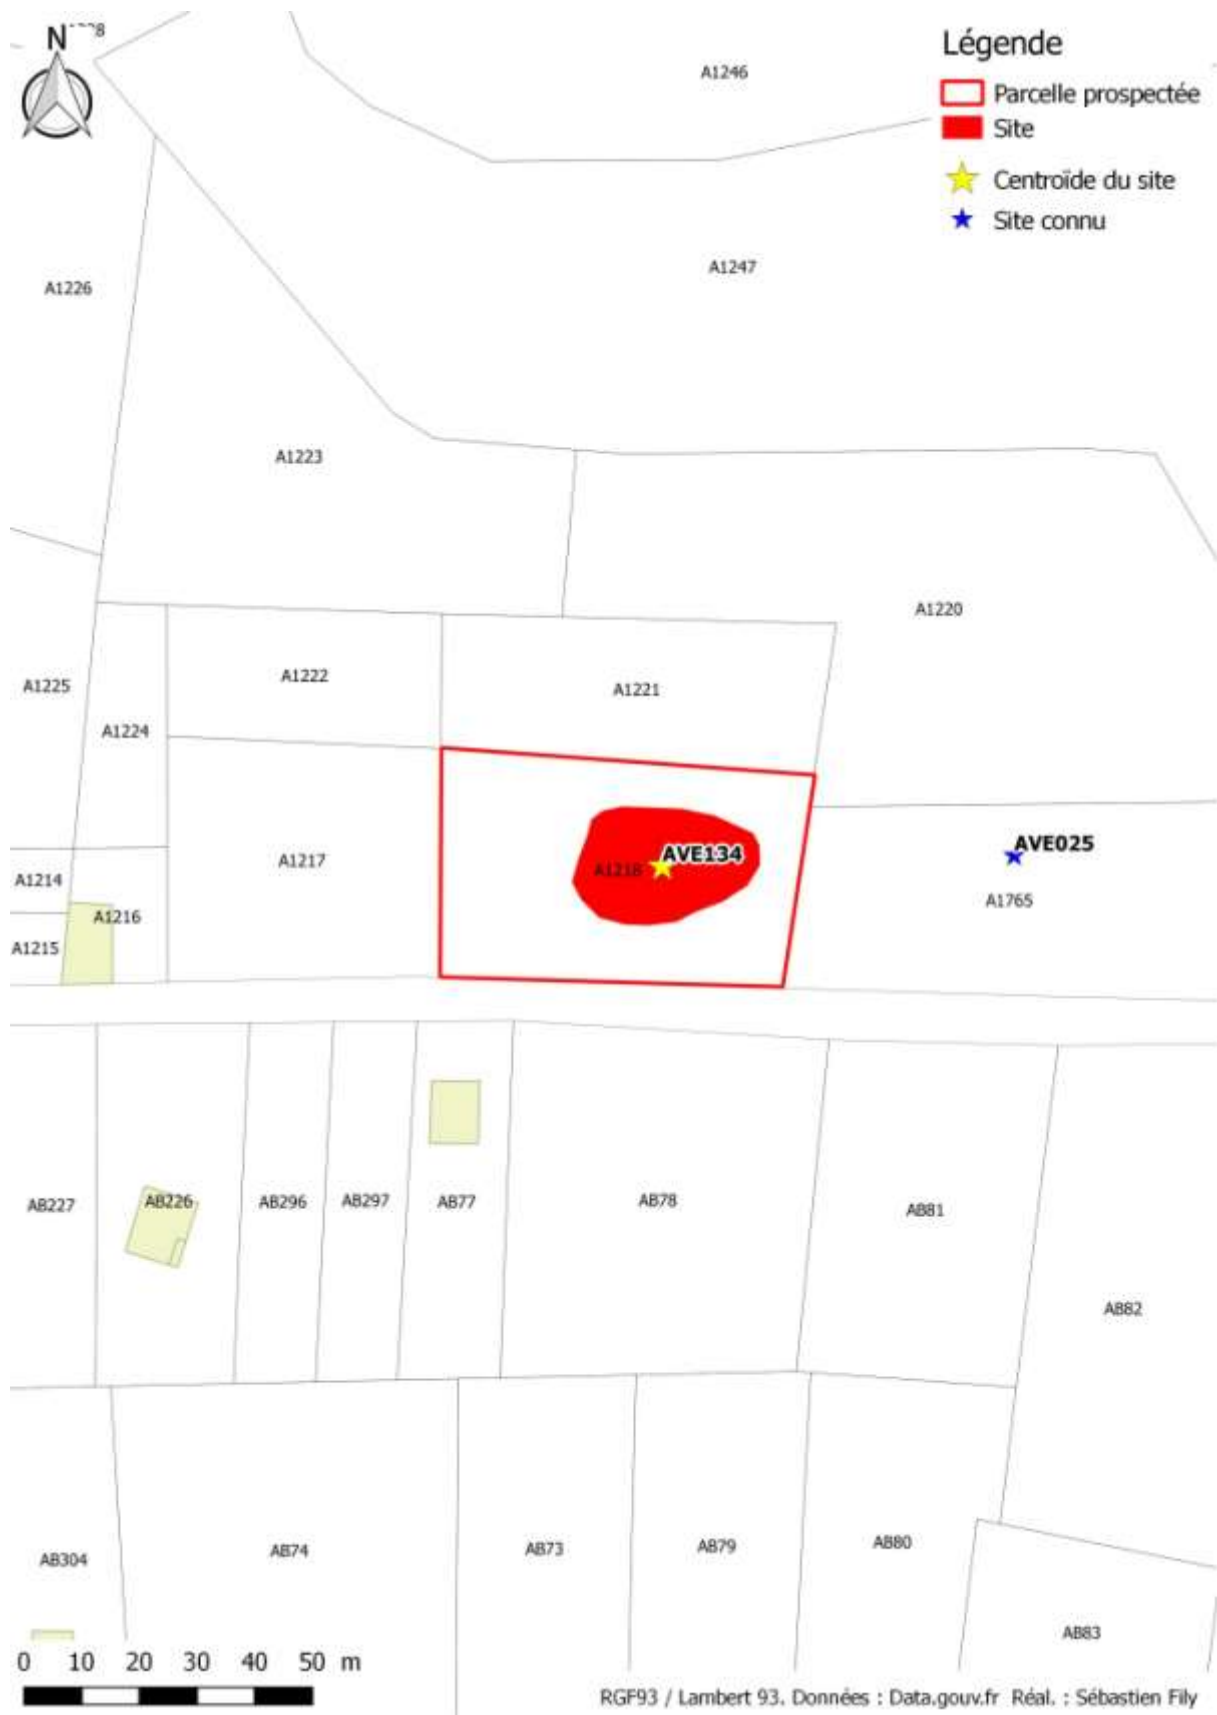 N
Légende
A1246
Parcelle prospectée
Site
Centroïde du site
Site connu
A1247
A1226
A1223
A1220
A1222
A1221
A1225
A1224
AVE025
AVE134
A1217
A1218
A1214
A1765
A1216
A1215
AB227
AB226
AB296
AB297
AB77
AB78
AB81
AB82
AB304
AB74
AB73
AB79
AB80
AB83
0 10 20 30 40 50 m
RGF93 / Lambert 93. Données : Data.gouv.fr Réal. : Sébastien Fily